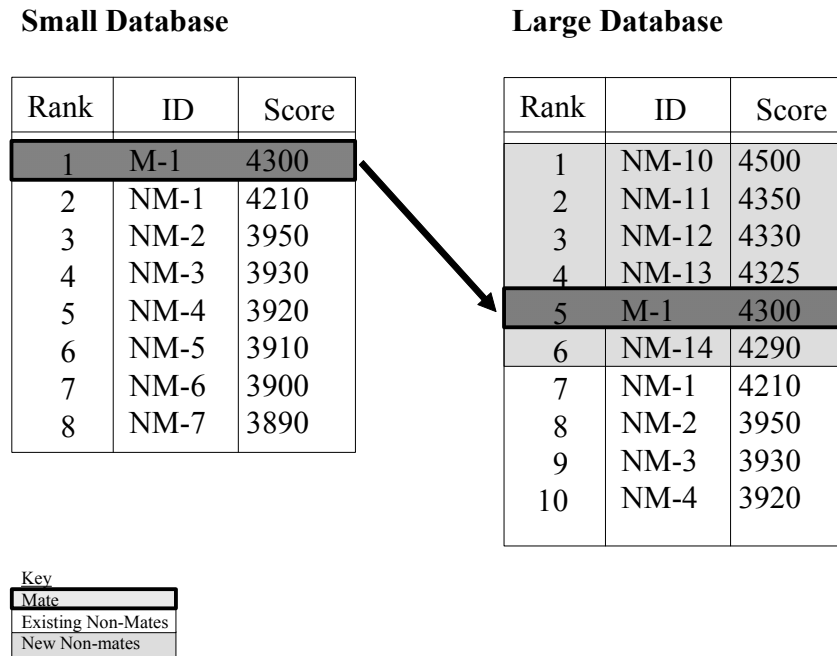 Small Database
Rank ID Score
1 M-1 4300
2 NM-1 4210
3 NM-2 3950
4 NM-3 3930
5 NM-4 3920
6 NM-5 3910
7 NM-6 3900
8 NM-7 3890
Large Database
Rank ID Score
1 NM-10 4500
2 NM-11 4350
3 NM-12 4330
4 NM-13 4325
5 M-1 4300
6 NM-14 4290
7 NM-1 4210
8 NM-2 3950
9 NM-3 3930
10 NM-4 3920
Key
Mate
Existing Non-Mates
New Non-mates